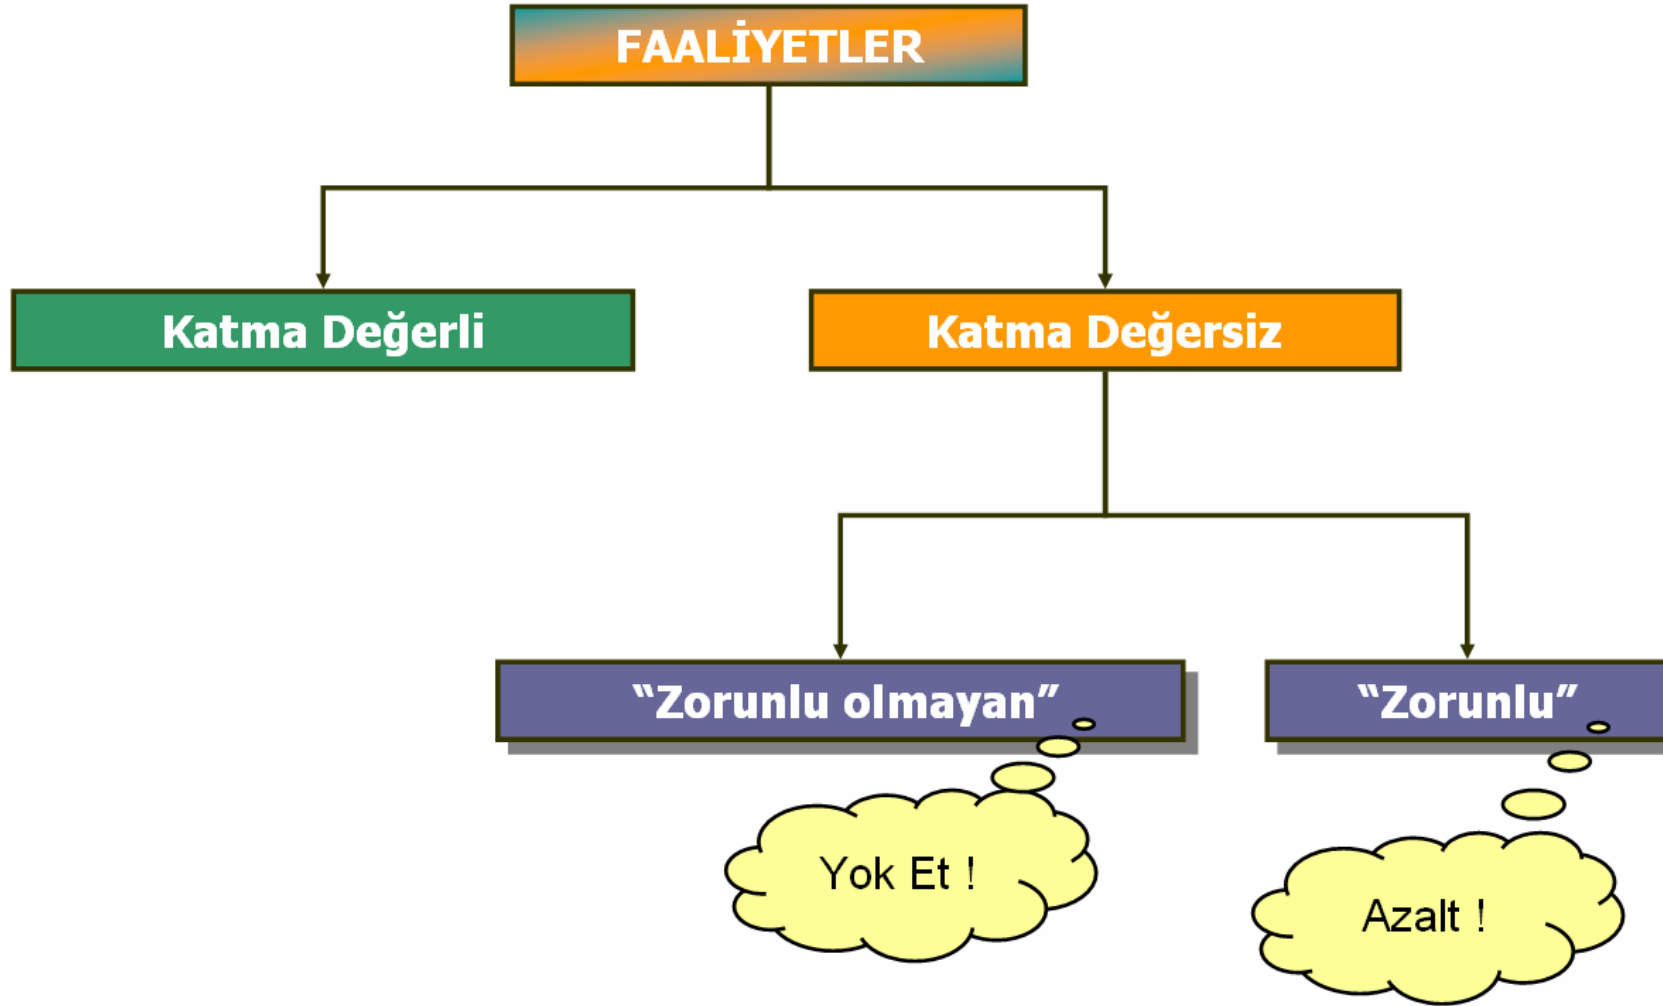 FAALİYETLER
Katma Değerli
Katma Değersiz
“Zorunlu olmayan”
“Zorunlu”
Yok Et !
Azalt !